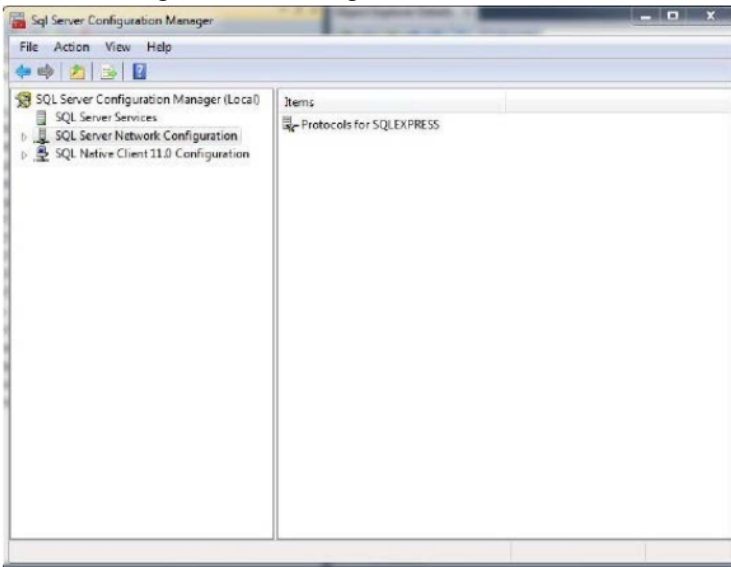 Sql Server Configuration Manager
File Action View Help
SQL Server Configuration Manager (Local)
SQL Server Services
SQL Server Network Configuration
SQL Native Client 11.0 Configuration
Items
Protocols for SQLEXPRESS